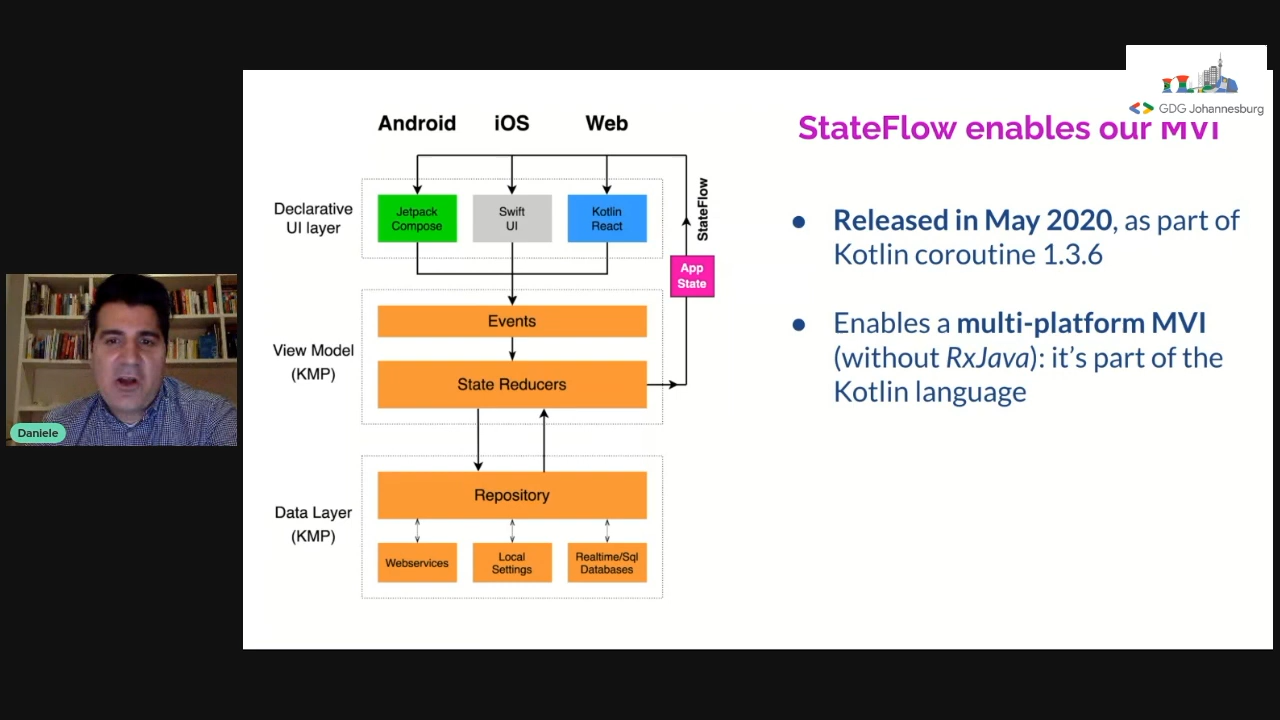 GDG Johannesburg
StateFlow enables our MVI
Android iOS Web
Declarative
UI layer
Jetpack
Compose
Swift
UI
Kotlin
React
StateFlow
App
State
View Model
(KMP)
Events
State Reducers
Data Layer
(KMP)
Repository
Webservices
Local
Settings
Realtime/Sql
Databases
● Released in May 2020, as part of
Kotlin coroutine 1.3.6
● Enables a multi-platform MVI
(without RxJava): it's part of the
Kotlin language
Daniele